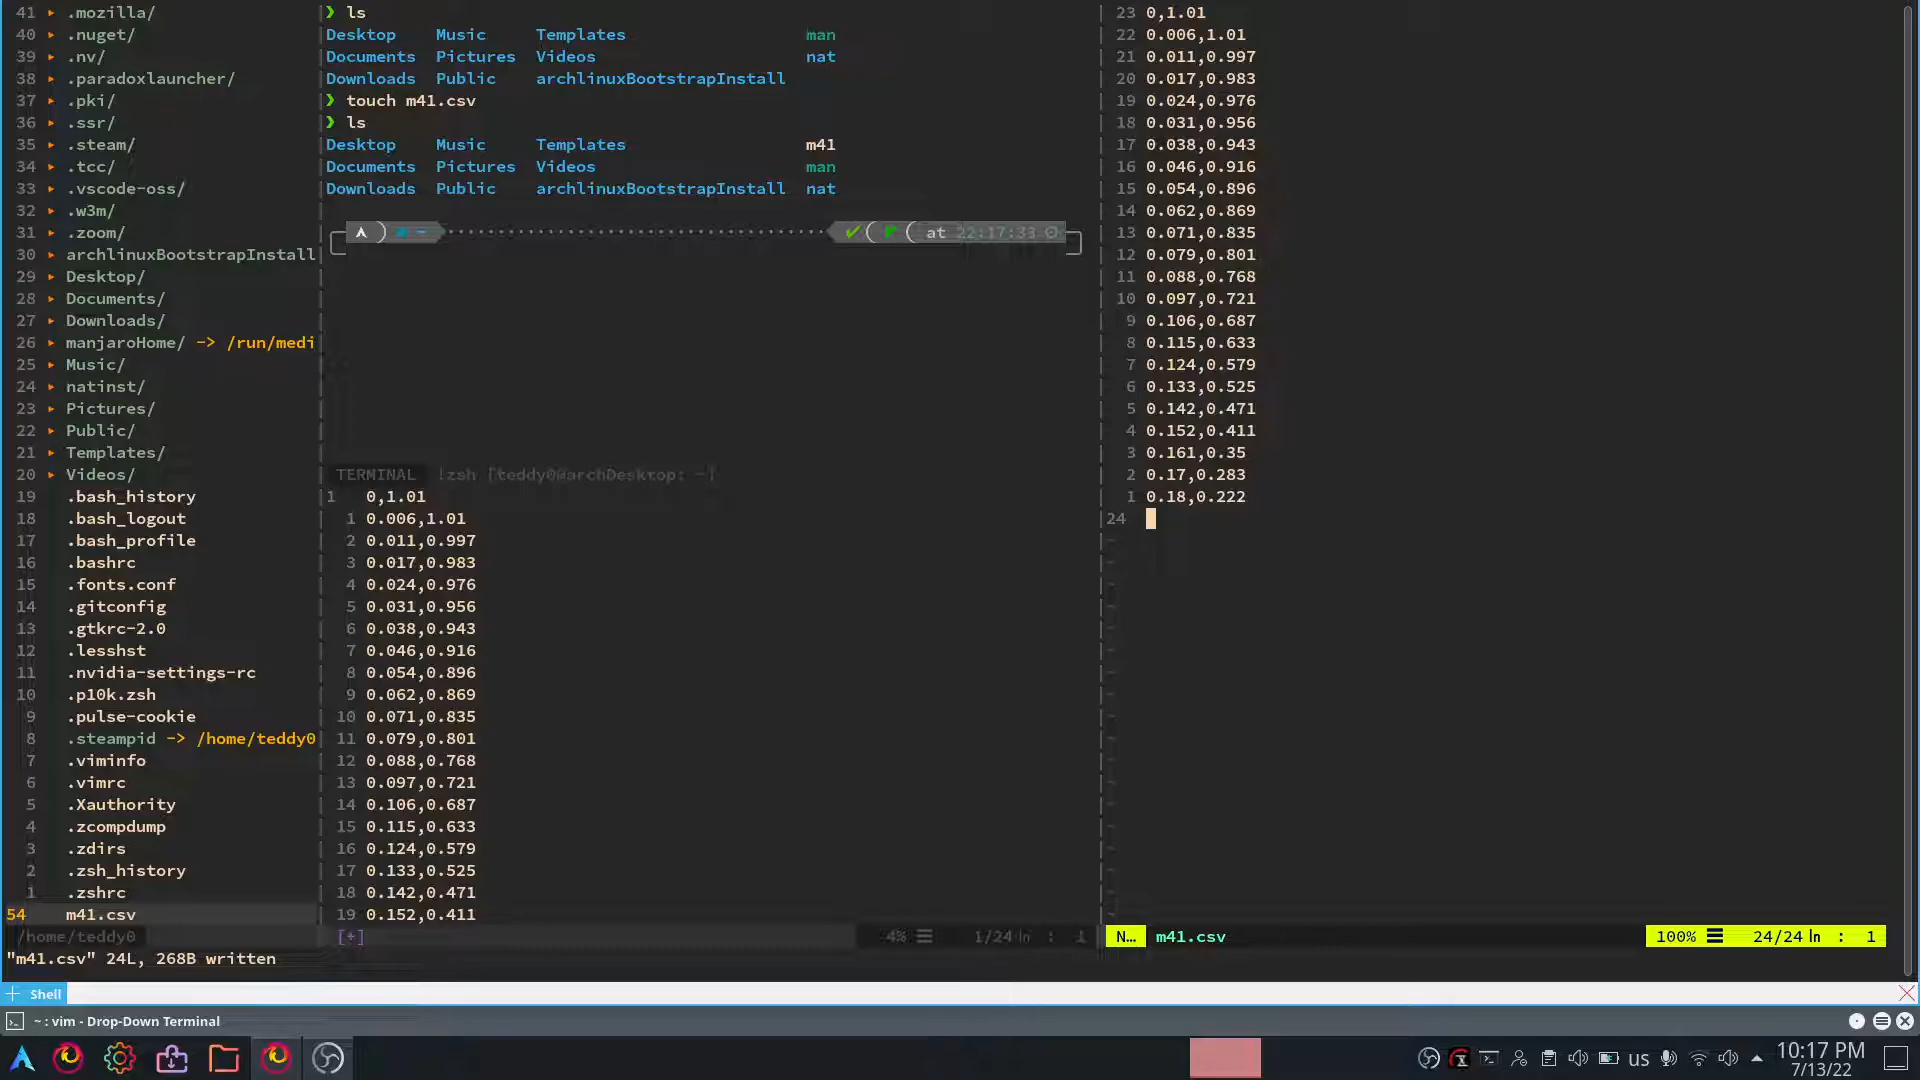 41 ▸ .mozilla/
40 ▸ .nuget/
39 ▸ .nv/
38 ▸ .paradoxlauncher/
37 ▸ .pki/
36 ▸ .ssr/
35 ▸ .steam/
34 ▸ .tcc/
33 ▸ .vscode-oss/
32 ▸ .w3m/
31 ▸ .zoom/
30 ▸ archlinuxBootstrapInstall
29 ▸ Desktop/
28 ▸ Documents/
27 ▸ Downloads/
26 ▸ manjaroHome/ -> /run/medi
25 ▸ Music/
24 ▸ natinst/
23 ▸ Pictures/
22 ▸ Public/
21 ▸ Templates/
20 ▸ Videos/
19 .bash_history
18 .bash_logout
17 .bash_profile
16 .bashrc
15 .fonts.conf
14 .gitconfig
13 .gtkrc-2.0
12 .lesshst
11 .nvidia-settings-rc
10 .p10k.zsh
9 .pulse-cookie
8 .steampid -> /home/teddy0
7 .viminfo
6 .vimrc
5 .Xauthority
4 .zcompdump
3 .zdirs
2 .zsh_history
1 .zshrc
54 m41.csv
/home/teddy0
❯ ls
Desktop Music Templates man
Documents Pictures Videos nat
Downloads Public archlinuxBootstrapInstall
❯ touch m41.csv
❯ ls
Desktop Music Templates m41
Documents Pictures Videos man
Downloads Public archlinuxBootstrapInstall nat
~ ✔ at 22:17:33
TERMINAL !zsh [teddy0@archDesktop: ~]
1 0,1.01
1 0.006,1.01
2 0.011,0.997
3 0.017,0.983
4 0.024,0.976
5 0.031,0.956
6 0.038,0.943
7 0.046,0.916
8 0.054,0.896
9 0.062,0.869
10 0.071,0.835
11 0.079,0.801
12 0.088,0.768
13 0.097,0.721
14 0.106,0.687
15 0.115,0.633
16 0.124,0.579
17 0.133,0.525
18 0.142,0.471
19 0.152,0.411
[+] 4% ☰ 1/24 ln : 1
23 0,1.01
22 0.006,1.01
21 0.011,0.997
20 0.017,0.983
19 0.024,0.976
18 0.031,0.956
17 0.038,0.943
16 0.046,0.916
15 0.054,0.896
14 0.062,0.869
13 0.071,0.835
12 0.079,0.801
11 0.088,0.768
10 0.097,0.721
9 0.106,0.687
8 0.115,0.633
7 0.124,0.579
6 0.133,0.525
5 0.142,0.471
4 0.152,0.411
3 0.161,0.35
2 0.17,0.283
1 0.18,0.222
24
N… m41.csv 100% ☰ 24/24 ln : 1
"m41.csv" 24L, 268B written
Shell
~ : vim - Drop-Down Terminal
us
10:17 PM
7/13/22